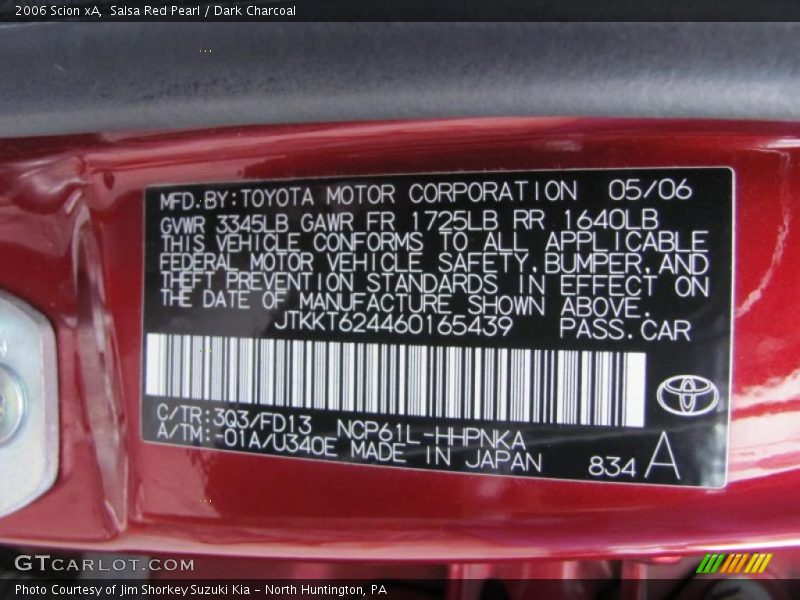 2006 Scion xA, Salsa Red Pearl / Dark Charcoal
MFD.BY:TOYOTA MOTOR CORPORATION 05/06
GVWR 3345LB GAWR FR 1725LB RR 1640LB
THIS VEHICLE CONFORMS TO ALL APPLICABLE
FEDERAL MOTOR VEHICLE SAFETY,BUMPER,AND
THEFT PREVENTION STANDARDS IN EFFECT ON
THE DATE OF MANUFACTURE SHOWN ABOVE.
JTKKT624460165439 PASS.CAR
C/TR:3Q3/FD13 NCP61L-HHPNKA
A/TM:-01A/U340E MADE IN JAPAN
834 A
GTCARLOT.COM
Photo Courtesy of Jim Shorkey Suzuki Kia - North Huntington, PA